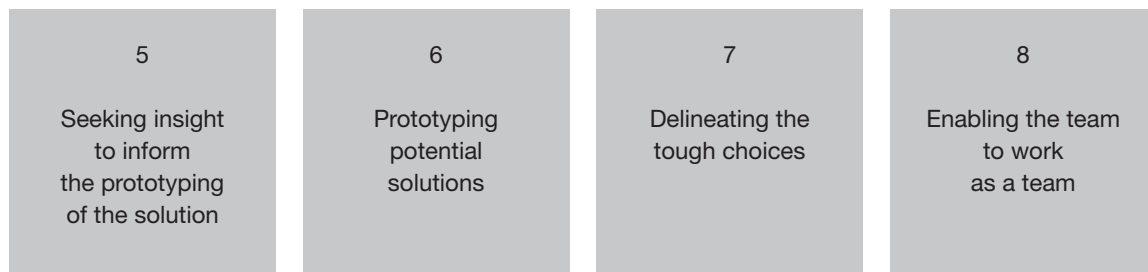 5
Seeking insight
to inform
the prototyping
of the solution
6
Prototyping
potential
solutions
7
Delineating the
tough choices
8
Enabling the team
to work
as a team